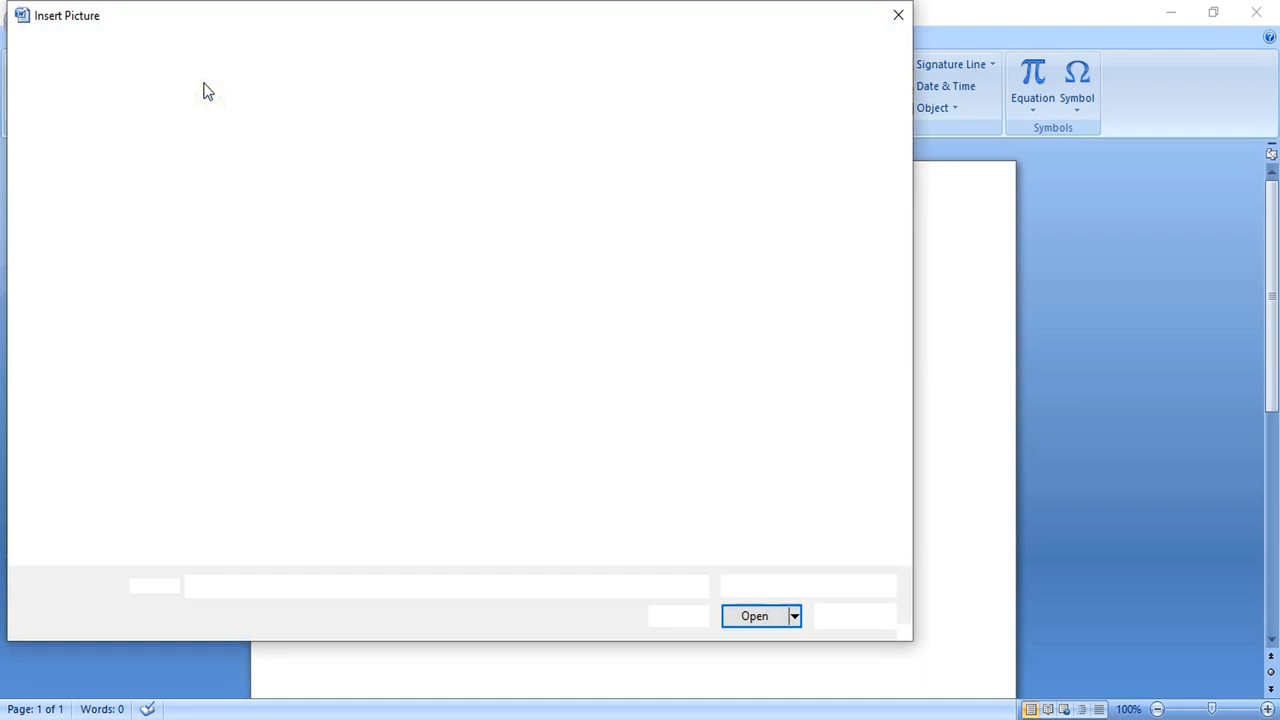 Insert Picture
Signature Line
Date & Time
Object
Equation
Symbol
Symbols
Open
Page: 1 of 1
Words: 0
100%